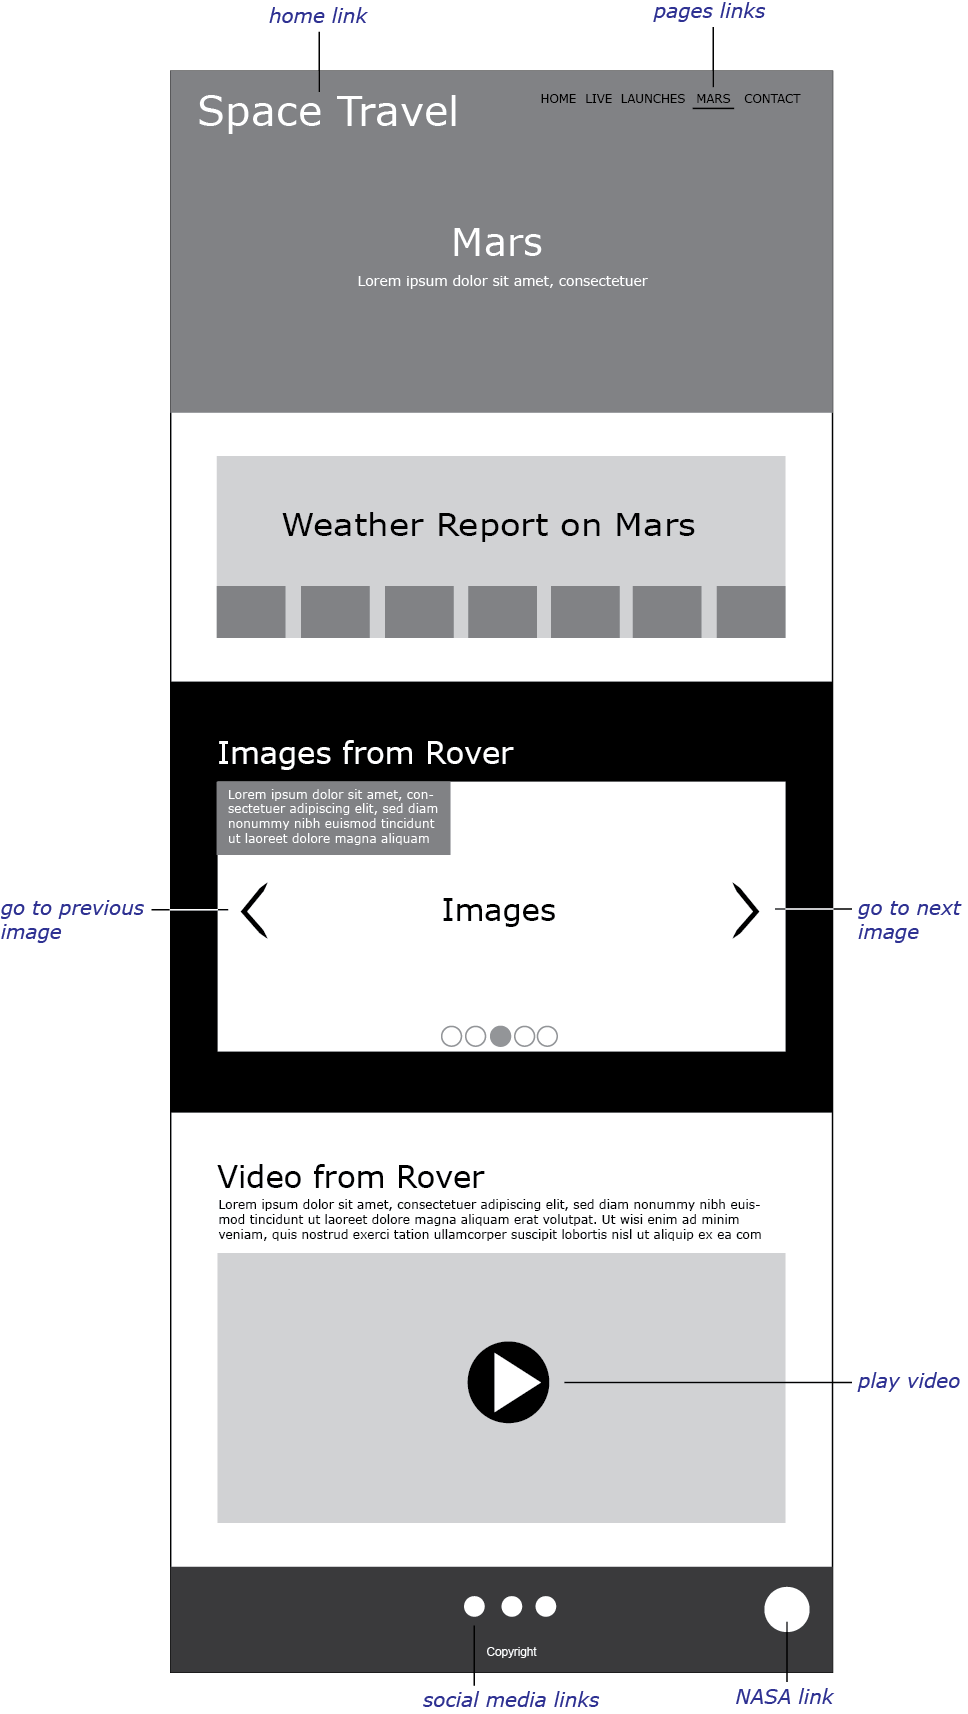 home link
pages links
Space Travel
HOME LIVE LAUNCHES MARS CONTACT
Mars
Lorem ipsum dolor sit amet, consectetuer
Weather Report on Mars
Images from Rover
Lorem ipsum dolor sit amet, con-
sectetuer adipiscing elit, sed diam
nonummy nibh euismod tincidunt
ut laoreet dolore magna aliquam
go to previous
image
Images
go to next
image
Video from Rover
Lorem ipsum dolor sit amet, consectetuer adipiscing elit, sed diam nonummy nibh euis-
mod tincidunt ut laoreet dolore magna aliquam erat volutpat. Ut wisi enim ad minim
veniam, quis nostrud exerci tation ullamcorper suscipit lobortis nisl ut aliquip ex ea com
play video
Copyright
social media links
NASA link